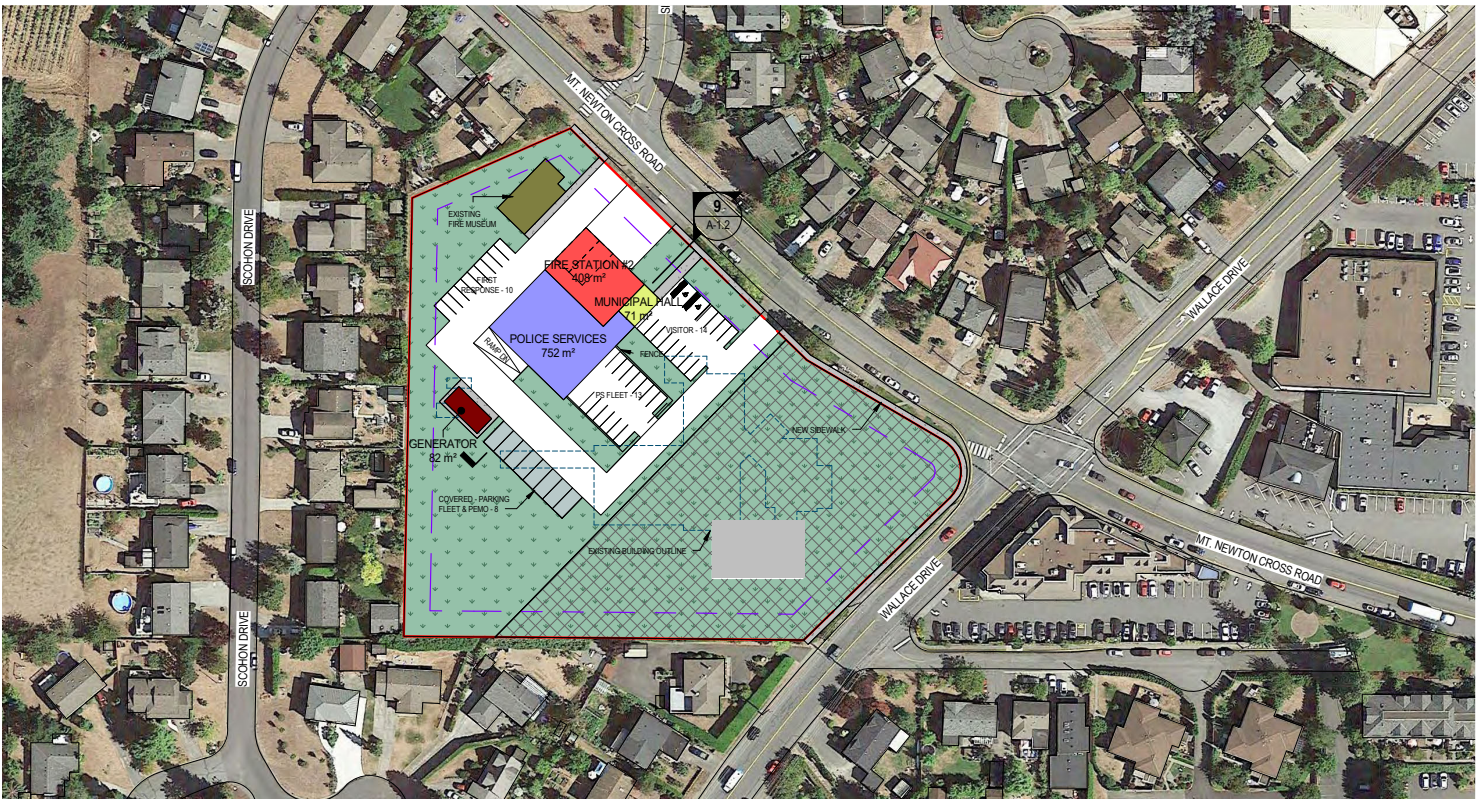 MT. NEWTON CROSS ROAD
SCOHON DRIVE
9
A-1.2
EXISTING
FIRE MUSEUM
FIRE STATION #2
408 m²
FIRST
RESPONSE - 10
MUNICIPAL HALL
71 m²
VISITOR - 14
POLICE SERVICES
752 m²
RAMP DN
FENCE
PS FLEET - 13
WALLACE DRIVE
NEW SIDEWALK
GENERATOR
82 m²
COVERED - PARKING
FLEET & PEMO - 8
EXISTING BUILDING OUTLINE
MT. NEWTON CROSS ROAD
WALLACE DRIVE
SCOHON DRIVE